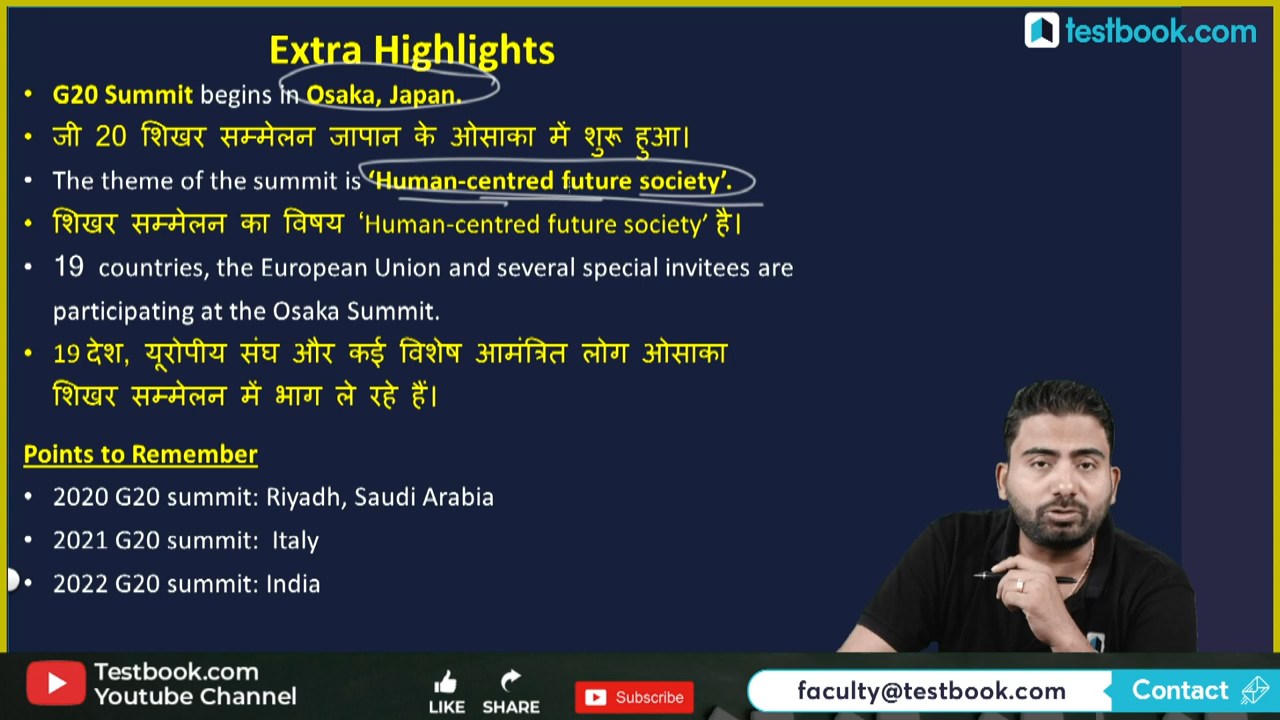 Extra Highlights
testbook.com
• G20 Summit begins in Osaka, Japan.
• जी 20 शिखर सम्मेलन जापान के ओसाका में शुरू हुआ।
• The theme of the summit is ‘Human-centred future society’.
• शिखर सम्मेलन का विषय ‘Human-centred future society’ है।
• 19 countries, the European Union and several special invitees are
participating at the Osaka Summit.
• 19 देश, यूरोपीय संघ और कई विशेष आमंत्रित लोग ओसाका
शिखर सम्मेलन में भाग ले रहे हैं।
Points to Remember
• 2020 G20 summit: Riyadh, Saudi Arabia
• 2021 G20 summit: Italy
• 2022 G20 summit: India
Testbook.com
Youtube Channel
LIKE
SHARE
Subscribe
faculty@testbook.com
Contact